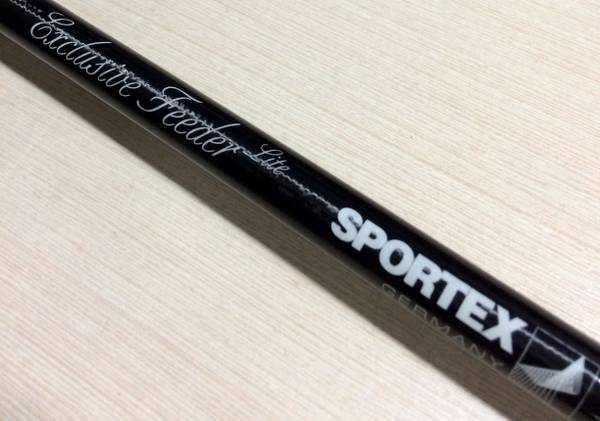 Exclusive Feeder Lite
SPORTEX
GERMANY